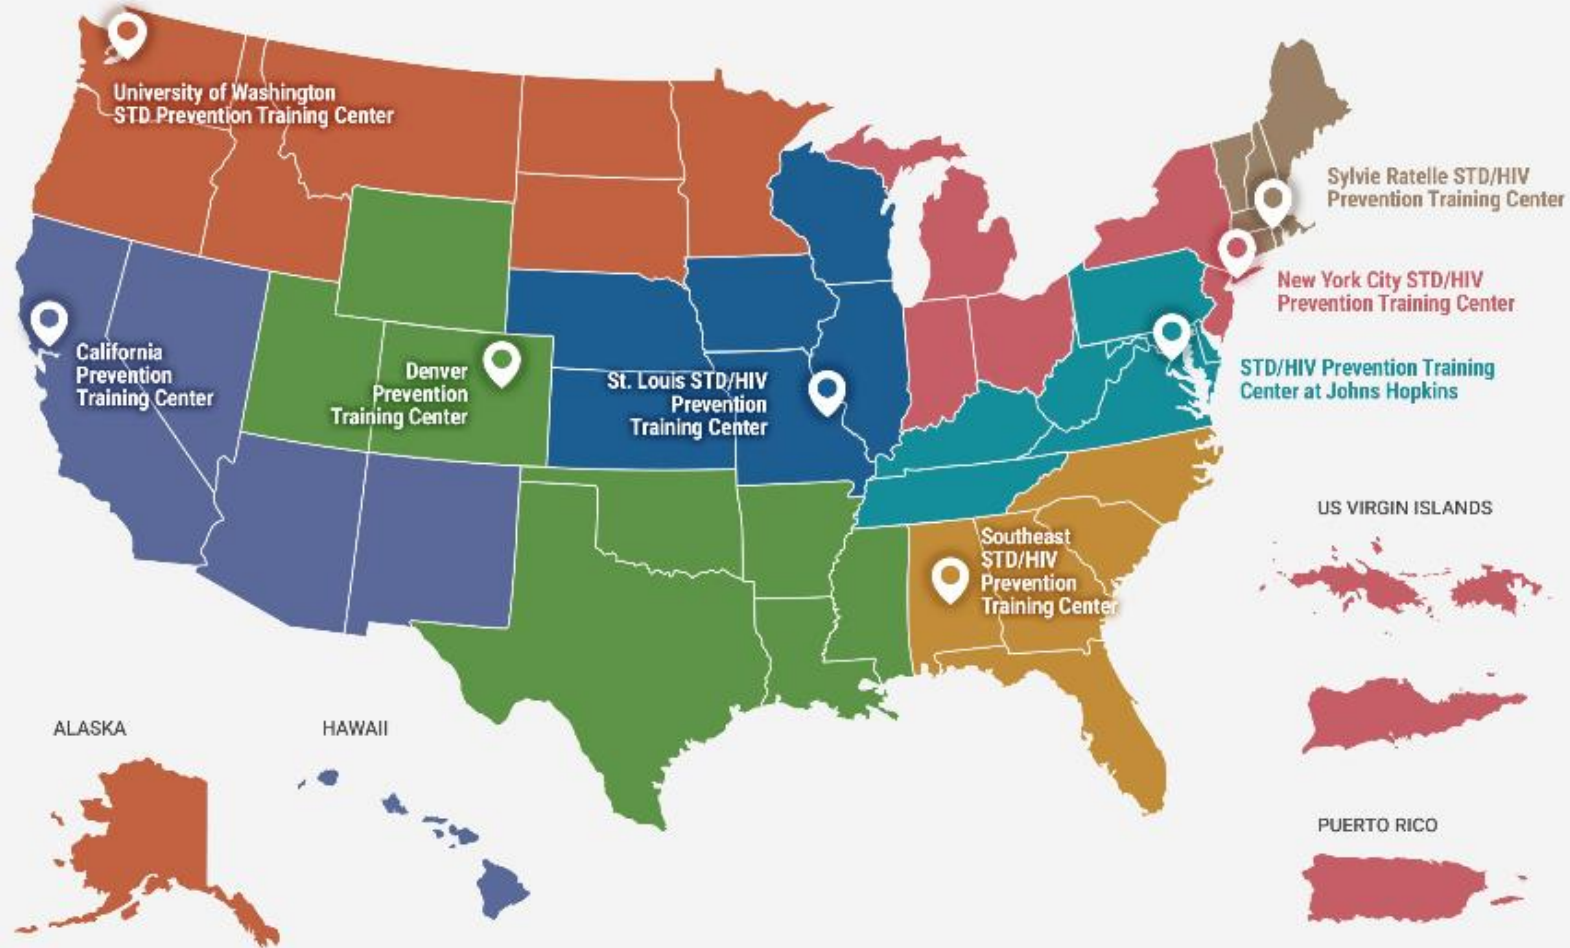 University of Washington
STD Prevention Training Center
Sylvie Ratelle STD/HIV
Prevention Training Center
New York City STD/HIV
Prevention Training Center
California
Prevention
Training Center
Denver
Prevention
Training Center
St. Louis STD/HIV
Prevention
Training Center
STD/HIV Prevention Training
Center at Johns Hopkins
Southeast
STD/HIV
Prevention
Training Center
US VIRGIN ISLANDS
ALASKA
HAWAII
PUERTO RICO